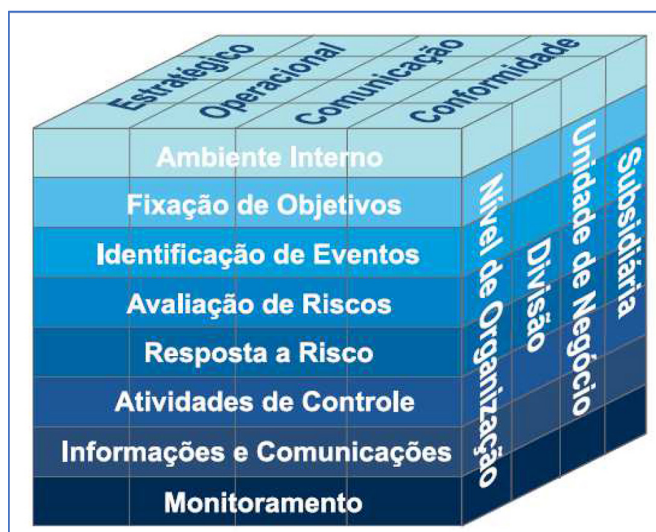 Estratégico
Operacional
Comunicação
Conformidade
Ambiente Interno
Fixação de Objetivos
Identificação de Eventos
Avaliação de Riscos
Resposta a Risco
Atividades de Controle
Informações e Comunicações
Monitoramento
Nível de Organização
Divisão
Unidade de Negócio
Subsidiária